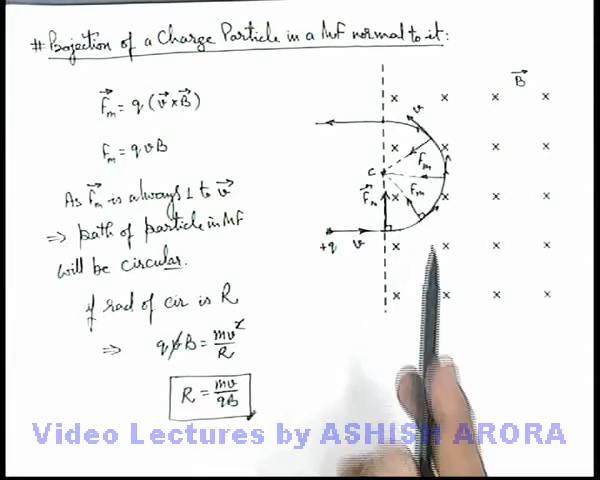 # Projection of a Charge Particle in a MF normal to it:
F⃗m = q (v⃗ × B⃗)
Fm = qvB
As F⃗m is always ⊥ to v⃗
⇒ path of particle in MF
will be circular.
if rad of cir is R
⇒ qvB = mv²/R
R = mv/qB
B⃗
× × × ×
v
× × × ×
Fm
C
Fm
F⃗m × × × ×
+q v
× × × ×
× × × ×
Video Lectures by ASHISH ARORA